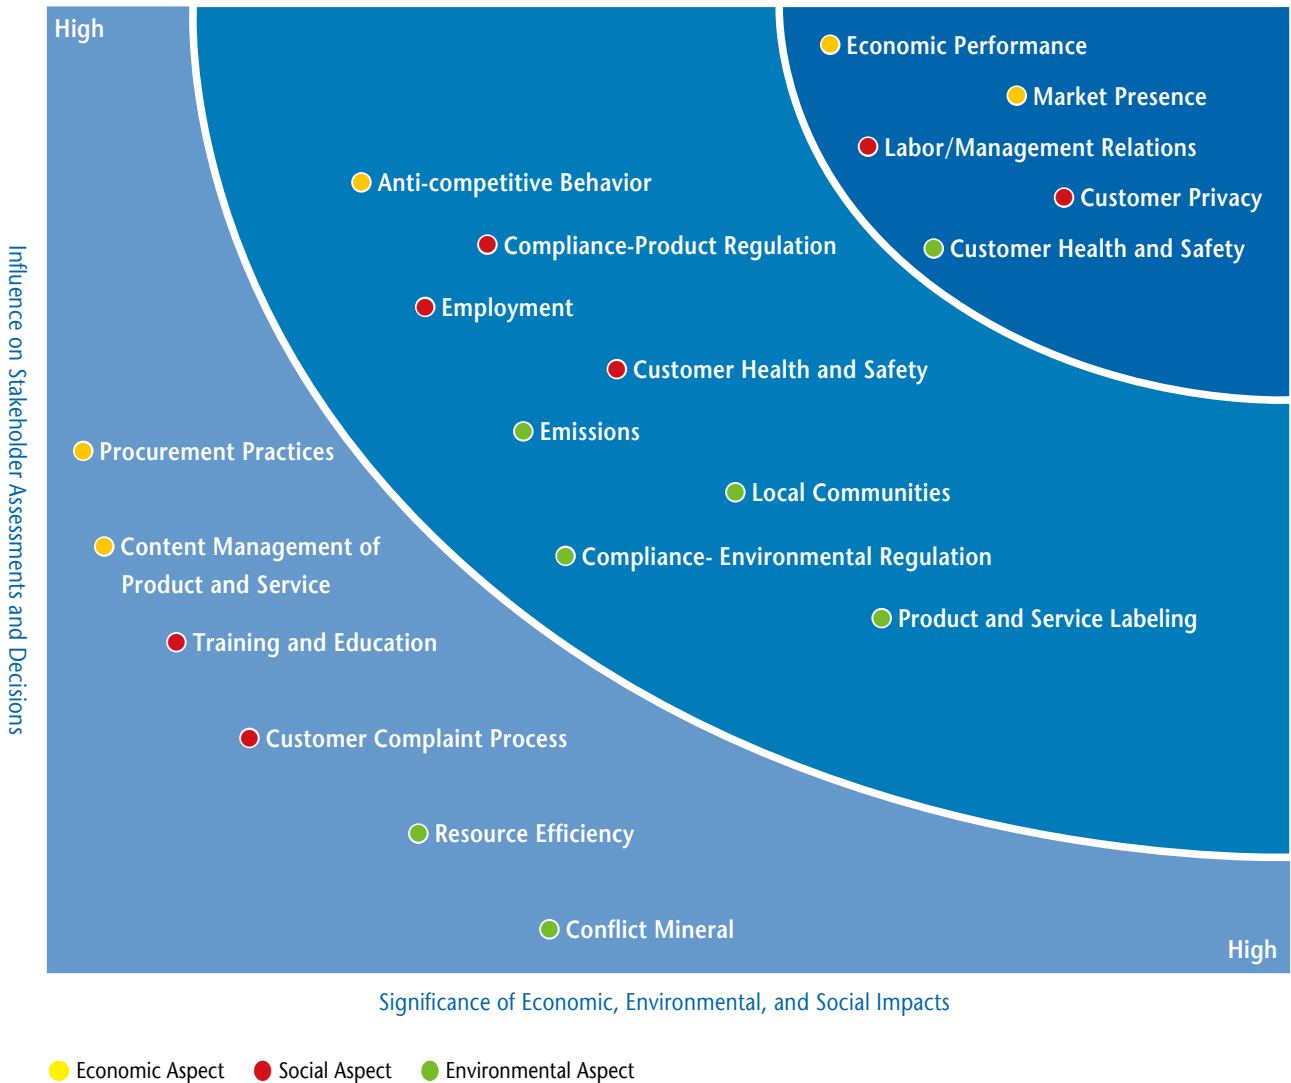 High
Economic Performance
Market Presence
Labor/Management Relations
Customer Privacy
Customer Health and Safety
Anti-competitive Behavior
Compliance-Product Regulation
Employment
Customer Health and Safety
Emissions
Local Communities
Compliance- Environmental Regulation
Product and Service Labeling
Procurement Practices
Content Management of
Product and Service
Training and Education
Customer Complaint Process
Resource Efficiency
Conflict Mineral
High
Influence on Stakeholder Assessments and Decisions
Significance of Economic, Environmental, and Social Impacts
Economic Aspect
Social Aspect
Environmental Aspect